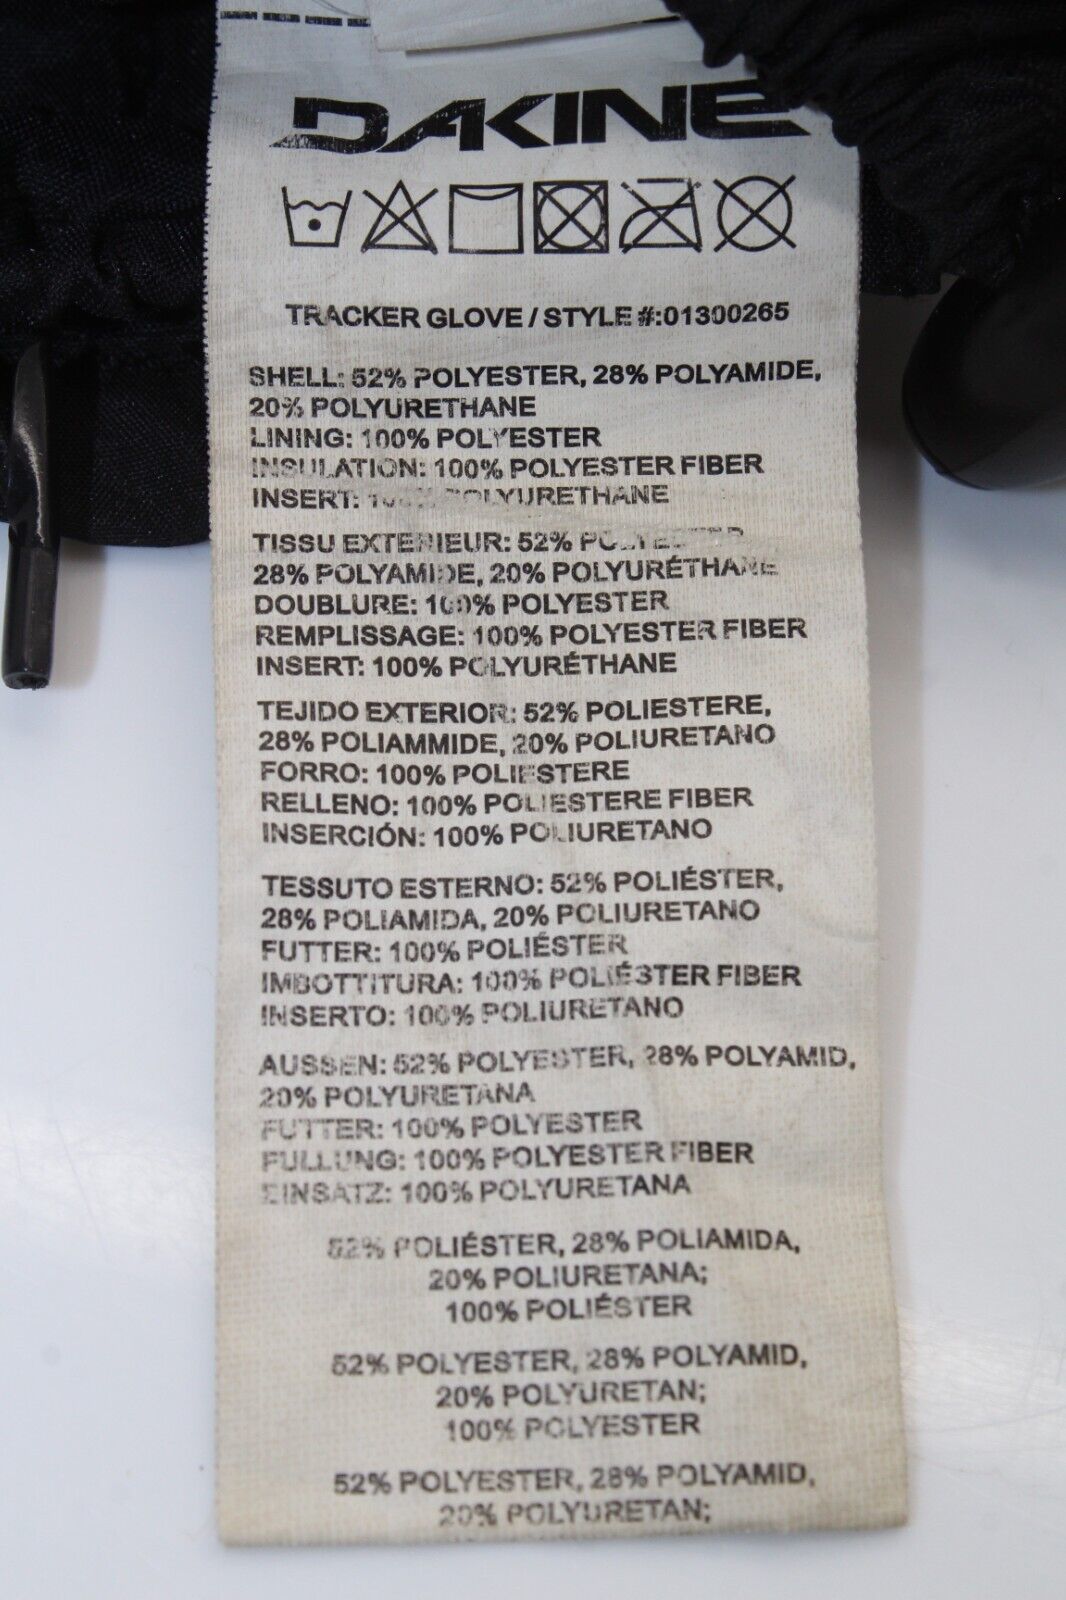 DAKINE
TRACKER GLOVE / STYLE #:01300265
SHELL: 52% POLYESTER, 28% POLYAMIDE,
20% POLYURETHANE
LINING: 100% POLYESTER
INSULATION: 100% POLYESTER FIBER
INSERT: 100% POLYURETHANE
TISSU EXTERIEUR: 52% POLYESTER
28% POLYAMIDE, 20% POLYURÉTHANE
DOUBLURE: 100% POLYESTER
REMPLISSAGE: 100% POLYESTER FIBER
INSERT: 100% POLYURÉTHANE
TEJIDO EXTERIOR: 52% POLIESTERE,
28% POLIAMMIDE, 20% POLIURETANO
FORRO: 100% POLIESTERE
RELLENO: 100% POLIESTERE FIBER
INSERCIÓN: 100% POLIURETANO
TESSUTO ESTERNO: 52% POLIÉSTER,
28% POLIAMIDA, 20% POLIURETANO
FUTTER: 100% POLIÉSTER
IMBOTTITURA: 100% POLIÉSTER FIBER
INSERTO: 100% POLIURETANO
AUSSEN: 52% POLYESTER, 28% POLYAMID,
20% POLYURETANA
FUTTER: 100% POLYESTER
FULLUNG: 100% POLYESTER FIBER
EINSATZ: 100% POLYURETANA
52% POLIÉSTER, 28% POLIAMIDA,
20% POLIURETANA;
100% POLIÉSTER
52% POLYESTER, 28% POLYAMID,
20% POLYURETAN;
100% POLYESTER
52% POLYESTER, 28% POLYAMID,
20% POLYURETAN;